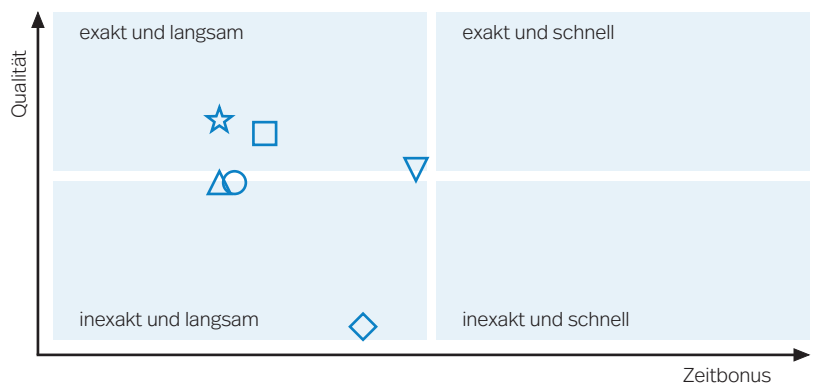 Qualität
exakt und langsam
exakt und schnell
inexakt und langsam
inexakt und schnell
Zeitbonus